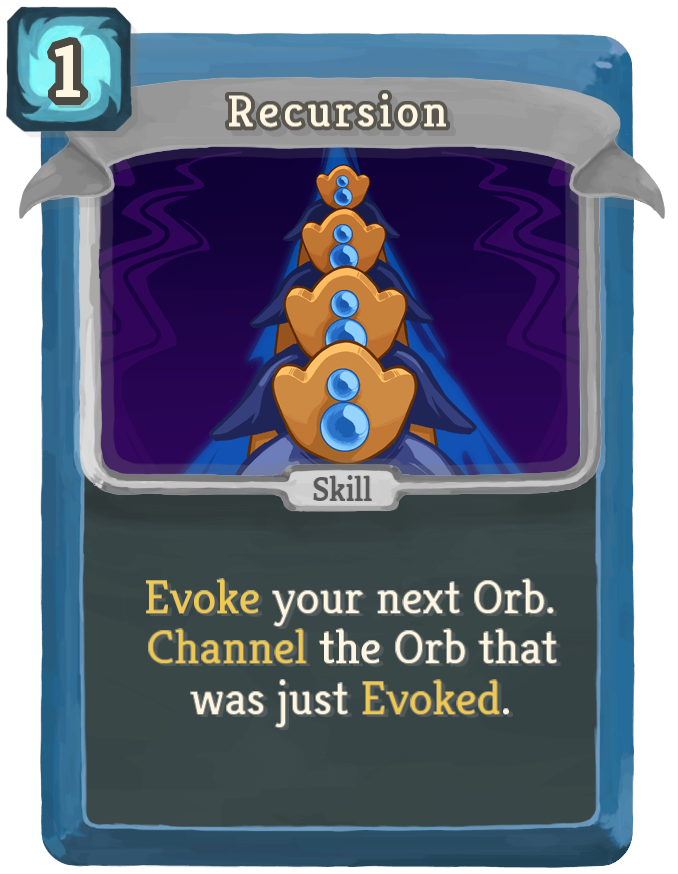 1
Recursion
Skill
Evoke your next Orb.
Channel the Orb that
was just Evoked.